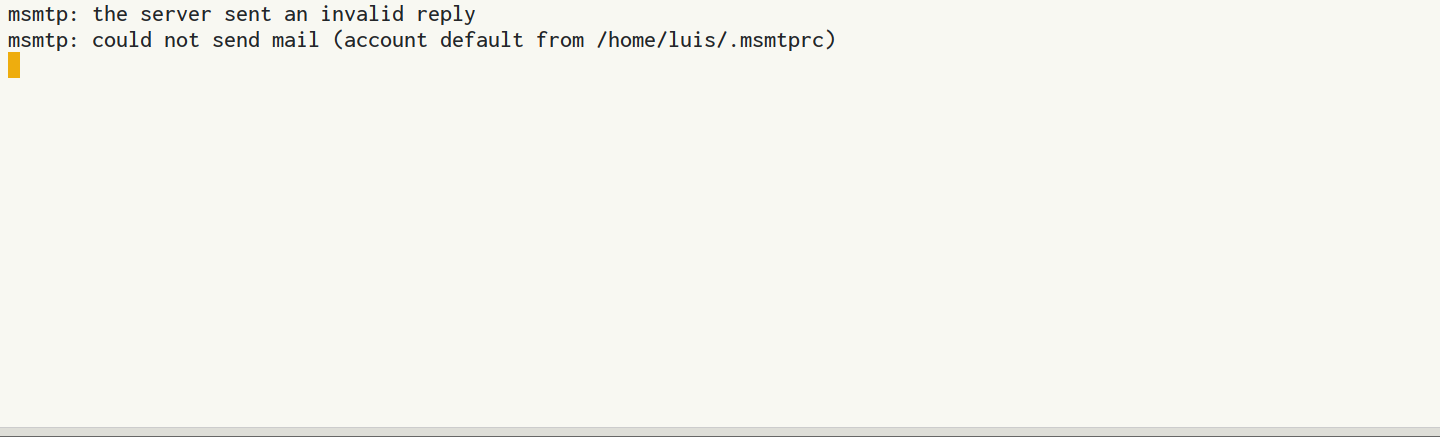 msmtp: the server sent an invalid reply
msmtp: could not send mail (account default from /home/luis/.msmtprc)